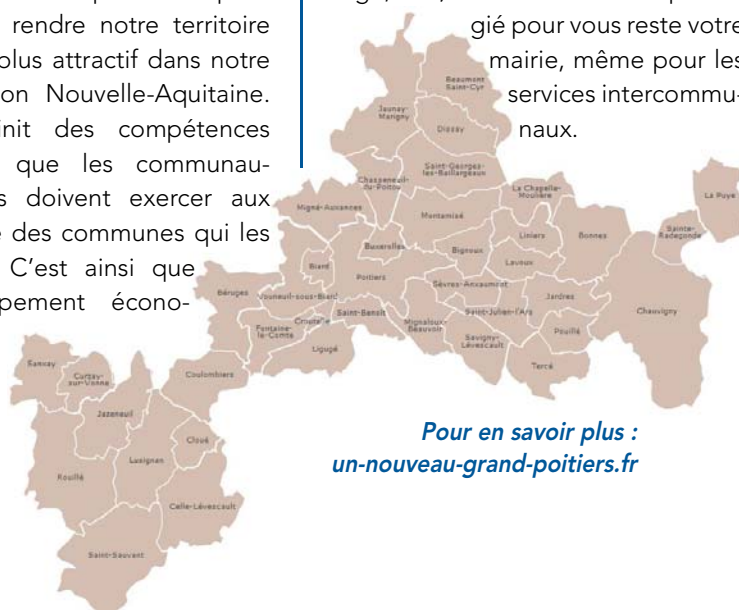 rendre notre territoire
plus attractif dans notre
on Nouvelle-Aquitaine.
init des compétences
que les communau-
s doivent exercer aux
e des communes qui les
C'est ainsi que
pement écono-
gié pour vous reste votre
mairie, même pour les
services intercommu-
naux.
Beaumont
Saint-Cyr
Jaunay-
Marigny
Dissay
Saint-Georges-
les-Baillargeaux
Chasseneuil-
du-Poitou
La Chapelle-
Moulière
La Puye
Migné-Auxances
Montamisé
Liniers
Bonnes
Sainte-
Radegonde
Buxerolles
Bignoux
Lavoux
Biard
Poitiers
Sèvres-Anxaumont
Béruges
Vouneuil-sous-Biard
Jardres
Chauvigny
Croutelle
Saint-Benoît
Saint-Julien-l'Ars
Fontaine-
le-Comte
Mignaloux-
Beauvoir
Savigny-
Lévescault
Pouillé
Ligugé
Tercé
Sanxay
Curzay-
sur-Vonne
Coulombiers
Jazeneuil
Cloué
Lusignan
Rouillé
Celle-Lévescault
Saint-Sauvant
Pour en savoir plus :
un-nouveau-grand-poitiers.fr